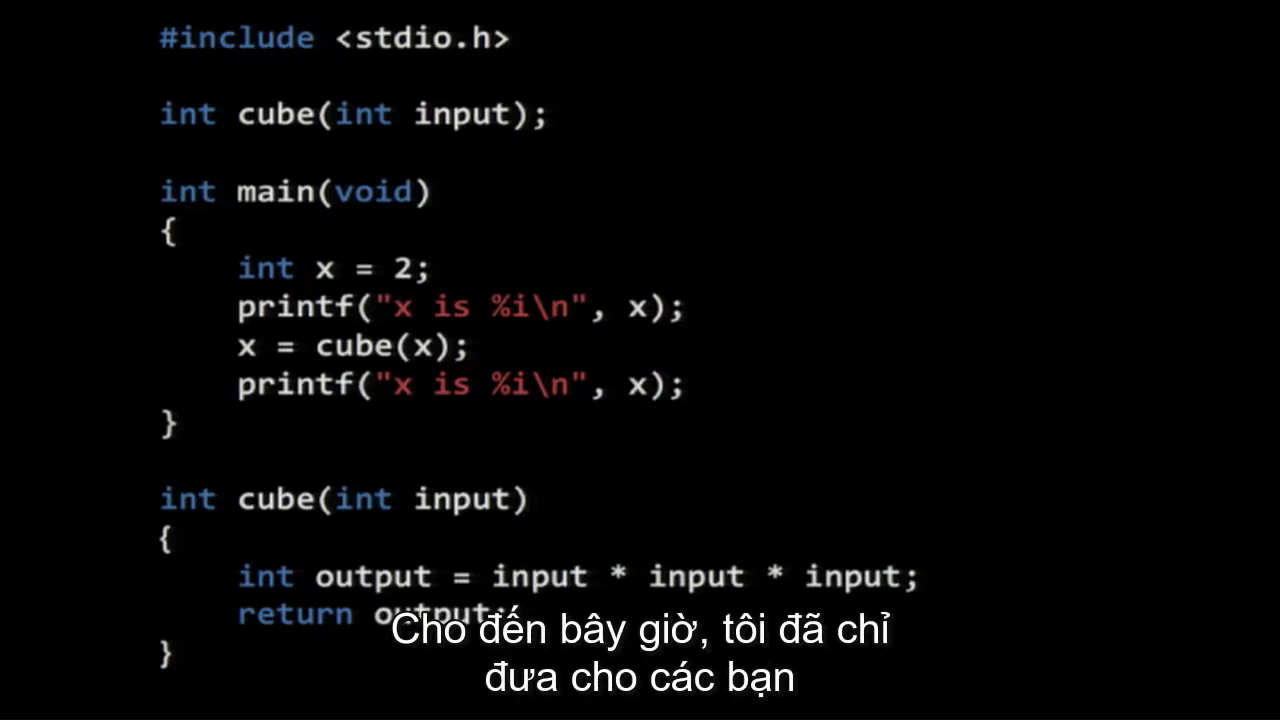 #include <stdio.h>
int cube(int input);
int main(void)
{
int x = 2;
printf("x is %i\n", x);
x = cube(x);
printf("x is %i\n", x);
}
int cube(int input)
{
int output = input * input * input;
return output;
}
Cho đến bây giờ, tôi đã chỉ
đưa cho các bạn